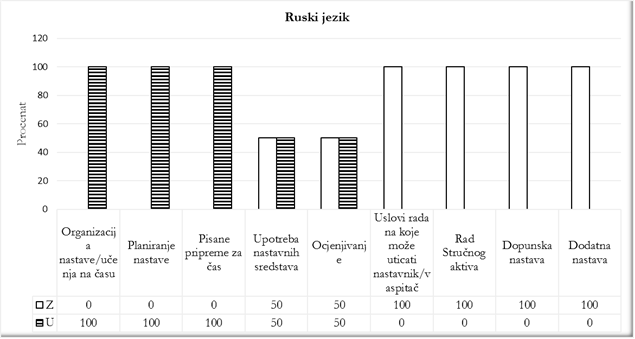 Ruski jezik
120
100
80
60
40
20
0
Procenat
Organizacij
a
nastave/uče
nja na času
Planiranje
nastave
Pisane
pripreme za
čas
Upotreba
nastavnih
sredstava
Ocjenjivanj
e
Uslovi rada
na koje može
uticati
nastavnik/v
aspitač
Rad
Stručnog
aktiva
Dopunska
nastava
Dodatna
nastava
Z 0 0 0 50 50 100 100 100 100
U 100 100 100 50 50 0 0 0 0